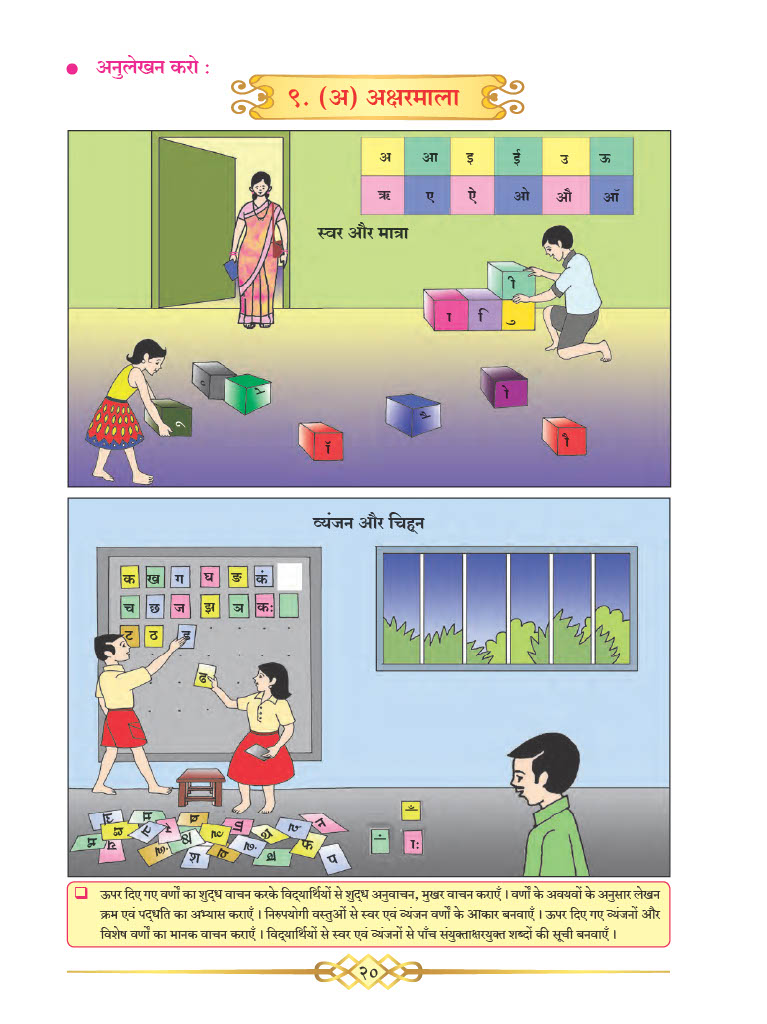 ● अनुलेखन करो :
९. (अ) अक्षरमाला
अ आ इ ई उ ऊ
ऋ ए ऐ ओ औ ऑ
स्वर और मात्रा
ी
ा ि ु
ो
ॉ
ौ
व्यंजन और चिह्न
क ख ग घ ङ कं
च छ ज झ ञ कः
ट ठ ड
ढ
फ
प
ँ
ं ाः
❑ ऊपर दिए गए वर्णों का शुद्ध वाचन करके विद्यार्थियों से शुद्ध अनुवाचन, मुखर वाचन कराएँ । वर्णों के अवयवों के अनुसार लेखन
क्रम एवं पद्धति का अभ्यास कराएँ । निरुपयोगी वस्तुओं से स्वर एवं व्यंजन वर्णों के आकार बनवाएँ । ऊपर दिए गए व्यंजनों और
विशेष वर्णों का मानक वाचन कराएँ । विद्यार्थियों से स्वर एवं व्यंजनों से पाँच संयुक्ताक्षरयुक्त शब्दों की सूची बनवाएँ ।
२०